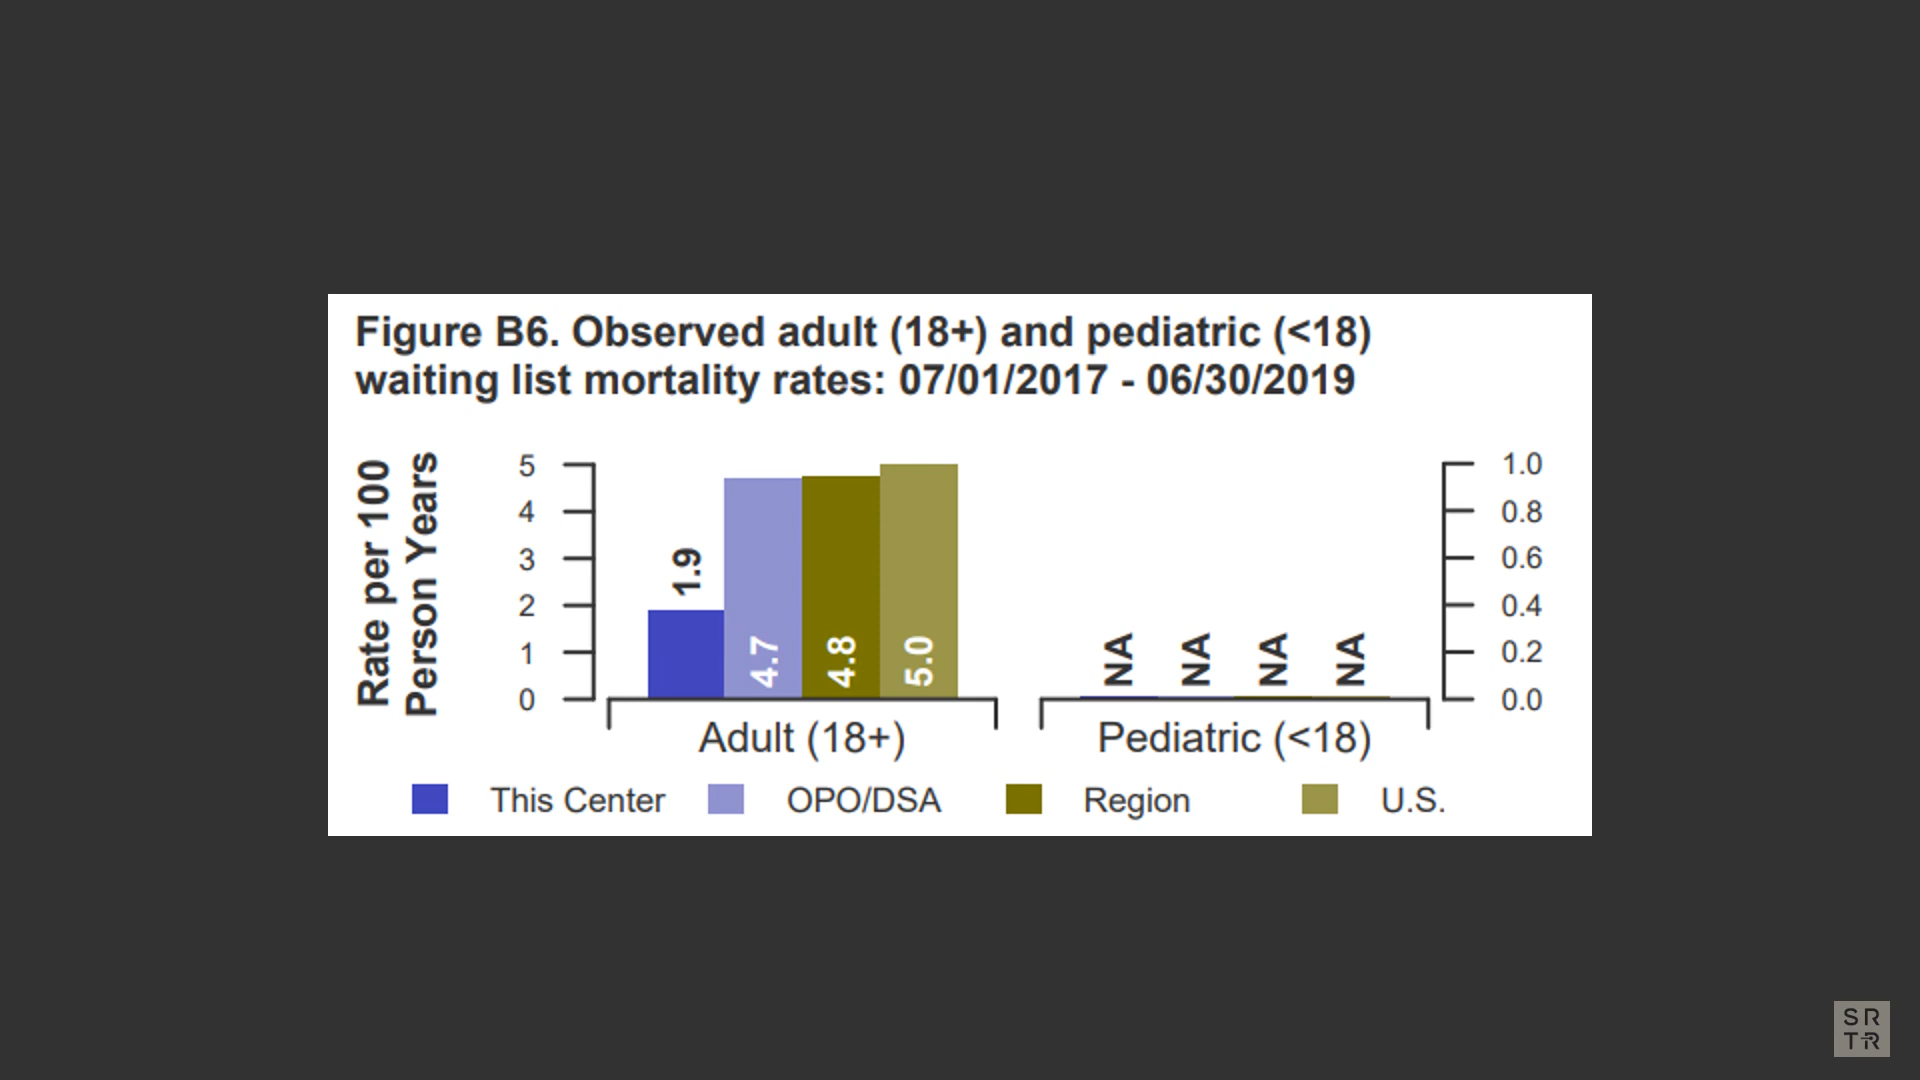 Figure B6. Observed adult (18+) and pediatric (<18)
waiting list mortality rates: 07/01/2017 - 06/30/2019
Rate per 100
Person Years
5
4
3
2
1
0
1.9
4.7
4.8
5.0
NA
NA
NA
NA
1.0
0.8
0.6
0.4
0.2
0.0
Adult (18+)
Pediatric (<18)
This Center
OPO/DSA
Region
U.S.
SR
TR